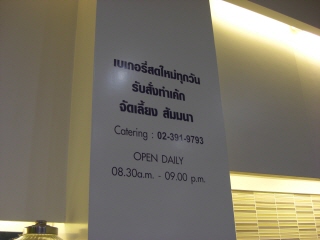 เบเกอรี่สดใหม่ทุกวัน
รับสั่งทำเค้ก
จัดเลี้ยง สัมมนา
Catering : 02-391-9793
OPEN DAILY
08.30a.m. - 09.00 p.m.